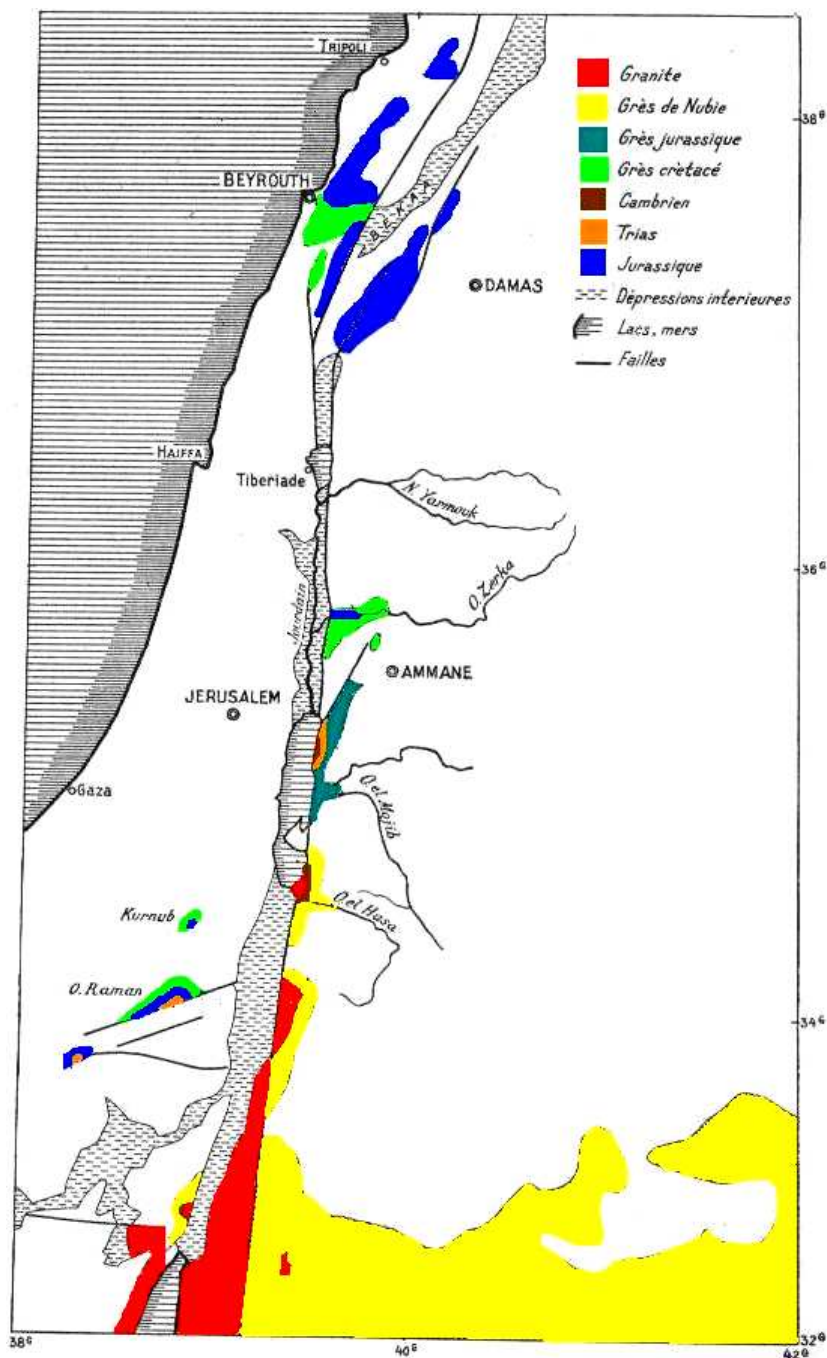 TRIPOLI
Granite
Grès de Nubie
38G
Grès jurassique
BEYROUTH
Grès crètacé
Cambrien
BEKAA
Trias
Jurassique
DAMAS
Dépressions interieures
Lacs, mers
Failles
HAIFFA
Tiberiade
N. Yarmouk
36G
O. Zerka
Jourdain
AMMANE
JERUSALEM
O. el Mojib
Gaza
Kurnub
O. el Hasa
O. Raman
34G
38G
40G
32G
42G